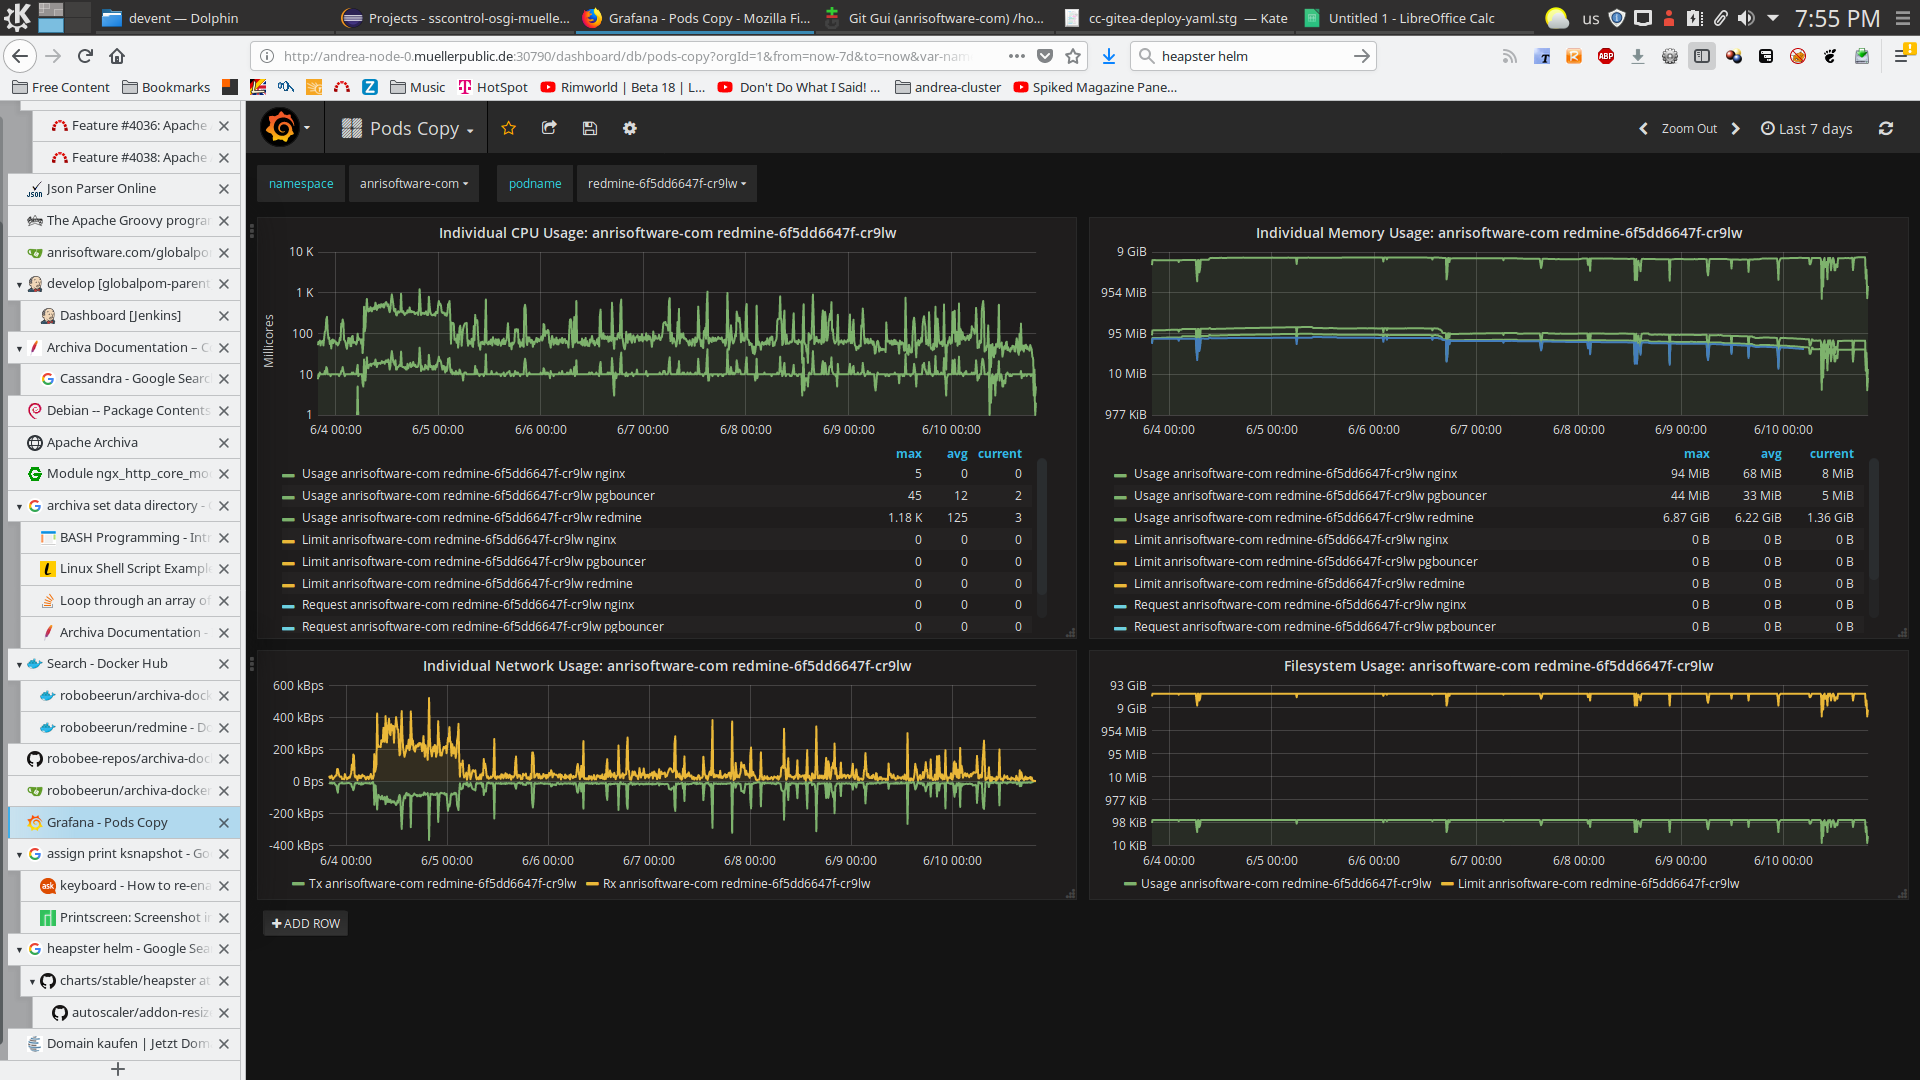 devent — Dolphin
Projects - sscontrol-osgi-muelle...
Grafana - Pods Copy - Mozilla Fi...
Git Gui (anrisoftware-com) /ho...
cc-gitea-deploy-yaml.stg — Kate
Untitled 1 - LibreOffice Calc
us
7:55 PM
http://andrea-node-0.muellerpublic.de:30790/dashboard/db/pods-copy?orgId=1&from=now-7d&to=now&var-nam
heapster helm
Free Content
Bookmarks
Music
HotSpot
Rimworld | Beta 18 | L...
Don't Do What I Said! ...
andrea-cluster
Spiked Magazine Pane...
Feature #4036: Apache
Feature #4038: Apache
Json Parser Online
The Apache Groovy progra
anrisoftware.com/globalpo
develop [globalpom-parent
Dashboard [Jenkins]
Archiva Documentation – C
Cassandra - Google Searc
Debian -- Package Contents
Apache Archiva
Module ngx_http_core_mo
archiva set data directory -
BASH Programming - Intr
Linux Shell Script Example
Loop through an array of
Archiva Documentation -
Search - Docker Hub
robobeerun/archiva-dock
robobeerun/redmine - Do
robobee-repos/archiva-doc
robobeerun/archiva-docker
Grafana - Pods Copy
assign print ksnapshot - Go
keyboard - How to re-ena
Printscreen: Screenshot i
heapster helm - Google Sea
charts/stable/heapster at
autoscaler/addon-resiz
Domain kaufen | Jetzt Dom
Pods Copy
Zoom Out
Last 7 days
namespace
anrisoftware-com
podname
redmine-6f5dd6647f-cr9lw
Individual CPU Usage: anrisoftware-com redmine-6f5dd6647f-cr9lw
Millicores
10 K
1 K
100
10
1
6/4 00:00 6/5 00:00 6/6 00:00 6/7 00:00 6/8 00:00 6/9 00:00 6/10 00:00
max avg current
Usage anrisoftware-com redmine-6f5dd6647f-cr9lw nginx 5 0 0
Usage anrisoftware-com redmine-6f5dd6647f-cr9lw pgbouncer 45 12 2
Usage anrisoftware-com redmine-6f5dd6647f-cr9lw redmine 1.18 K 125 3
Limit anrisoftware-com redmine-6f5dd6647f-cr9lw nginx 0 0 0
Limit anrisoftware-com redmine-6f5dd6647f-cr9lw pgbouncer 0 0 0
Limit anrisoftware-com redmine-6f5dd6647f-cr9lw redmine 0 0 0
Request anrisoftware-com redmine-6f5dd6647f-cr9lw nginx 0 0 0
Request anrisoftware-com redmine-6f5dd6647f-cr9lw pgbouncer 0 0 0
Individual Memory Usage: anrisoftware-com redmine-6f5dd6647f-cr9lw
9 GiB
954 MiB
95 MiB
10 MiB
977 KiB
6/4 00:00 6/5 00:00 6/6 00:00 6/7 00:00 6/8 00:00 6/9 00:00 6/10 00:00
max avg current
Usage anrisoftware-com redmine-6f5dd6647f-cr9lw nginx 94 MiB 68 MiB 8 MiB
Usage anrisoftware-com redmine-6f5dd6647f-cr9lw pgbouncer 44 MiB 33 MiB 5 MiB
Usage anrisoftware-com redmine-6f5dd6647f-cr9lw redmine 6.87 GiB 6.22 GiB 1.36 GiB
Limit anrisoftware-com redmine-6f5dd6647f-cr9lw nginx 0 B 0 B 0 B
Limit anrisoftware-com redmine-6f5dd6647f-cr9lw pgbouncer 0 B 0 B 0 B
Limit anrisoftware-com redmine-6f5dd6647f-cr9lw redmine 0 B 0 B 0 B
Request anrisoftware-com redmine-6f5dd6647f-cr9lw nginx 0 B 0 B 0 B
Request anrisoftware-com redmine-6f5dd6647f-cr9lw pgbouncer 0 B 0 B 0 B
Individual Network Usage: anrisoftware-com redmine-6f5dd6647f-cr9lw
600 kBps
400 kBps
200 kBps
0 Bps
-200 kBps
-400 kBps
6/4 00:00 6/5 00:00 6/6 00:00 6/7 00:00 6/8 00:00 6/9 00:00 6/10 00:00
Tx anrisoftware-com redmine-6f5dd6647f-cr9lw Rx anrisoftware-com redmine-6f5dd6647f-cr9lw
Filesystem Usage: anrisoftware-com redmine-6f5dd6647f-cr9lw
93 GiB
9 GiB
954 MiB
95 MiB
10 MiB
977 KiB
98 KiB
10 KiB
6/4 00:00 6/5 00:00 6/6 00:00 6/7 00:00 6/8 00:00 6/9 00:00 6/10 00:00
Usage anrisoftware-com redmine-6f5dd6647f-cr9lw Limit anrisoftware-com redmine-6f5dd6647f-cr9lw
ADD ROW